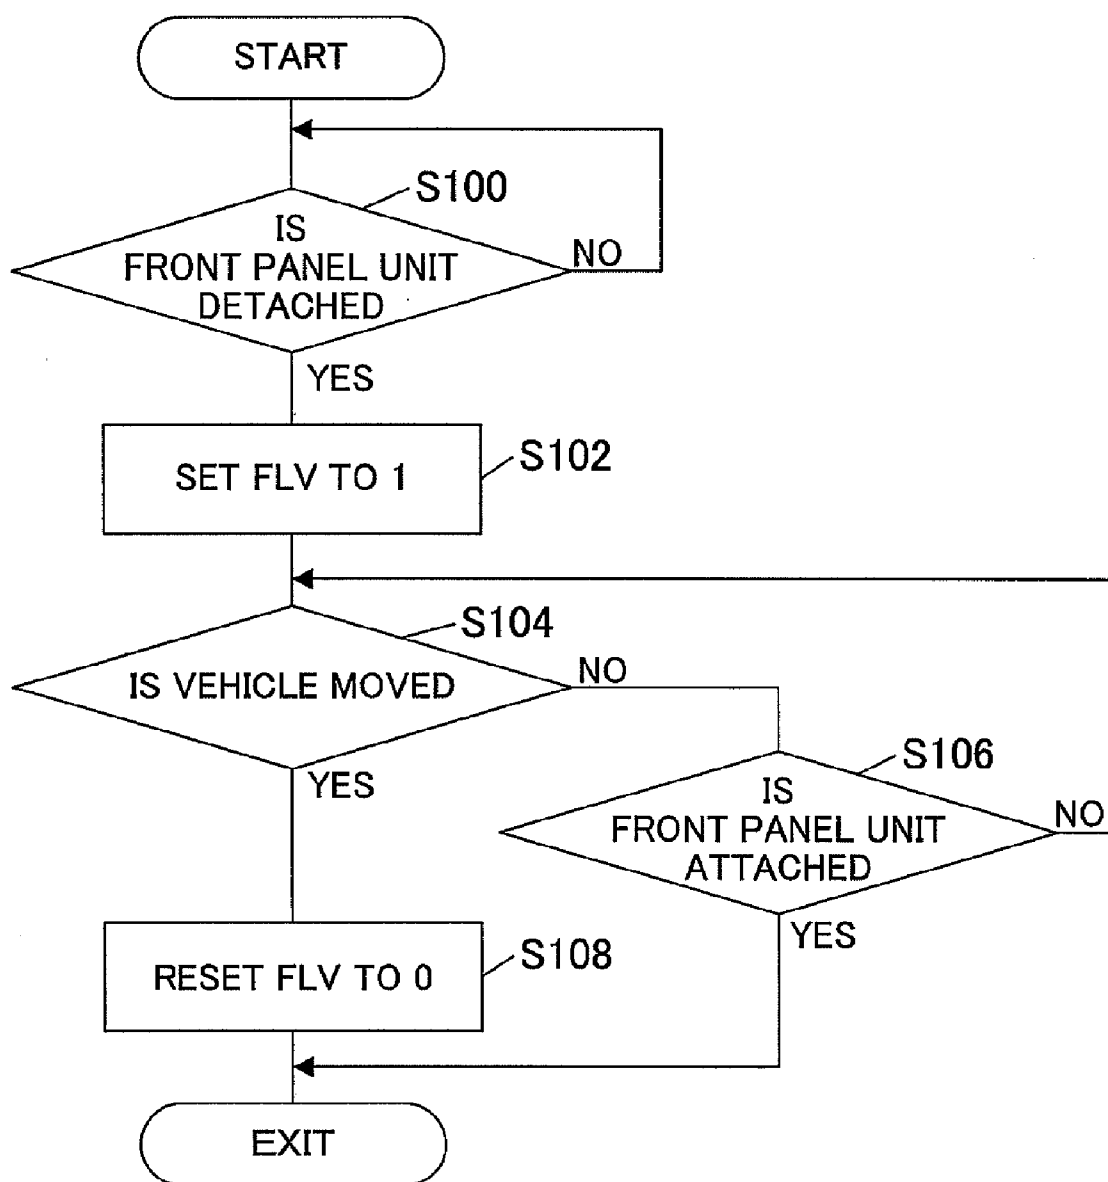 START
S100
IS
FRONT PANEL UNIT
DETACHED
NO
YES
SET FLV TO 1
S102
S104
IS VEHICLE MOVED
NO
YES
S106
IS
FRONT PANEL UNIT
ATTACHED
NO
YES
RESET FLV TO 0
S108
EXIT